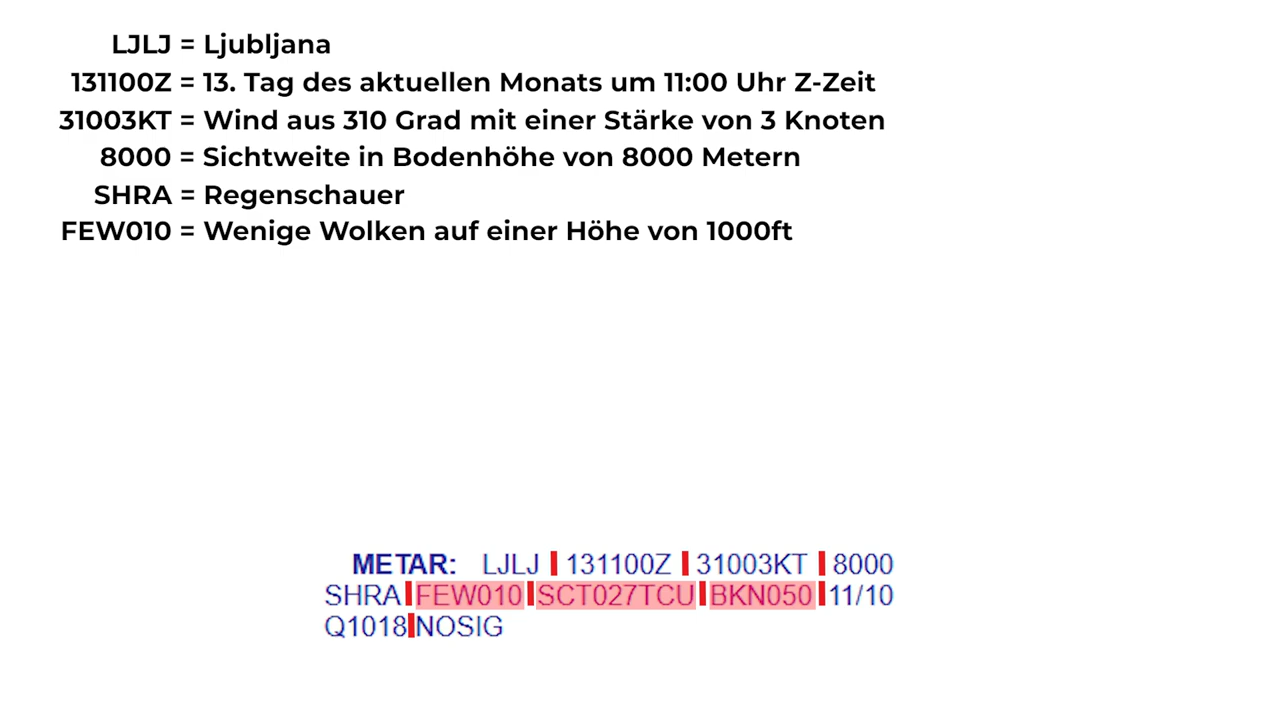 LJLJ = Ljubljana
131100Z = 13. Tag des aktuellen Monats um 11:00 Uhr Z-Zeit
31003KT = Wind aus 310 Grad mit einer Stärke von 3 Knoten
8000 = Sichtweite in Bodenhöhe von 8000 Metern
SHRA = Regenschauer
FEW010 = Wenige Wolken auf einer Höhe von 1000ft
METAR: LJLJ 131100Z 31003KT 8000
SHRA FEW010 SCT027TCU BKN050 11/10
Q1018 NOSIG